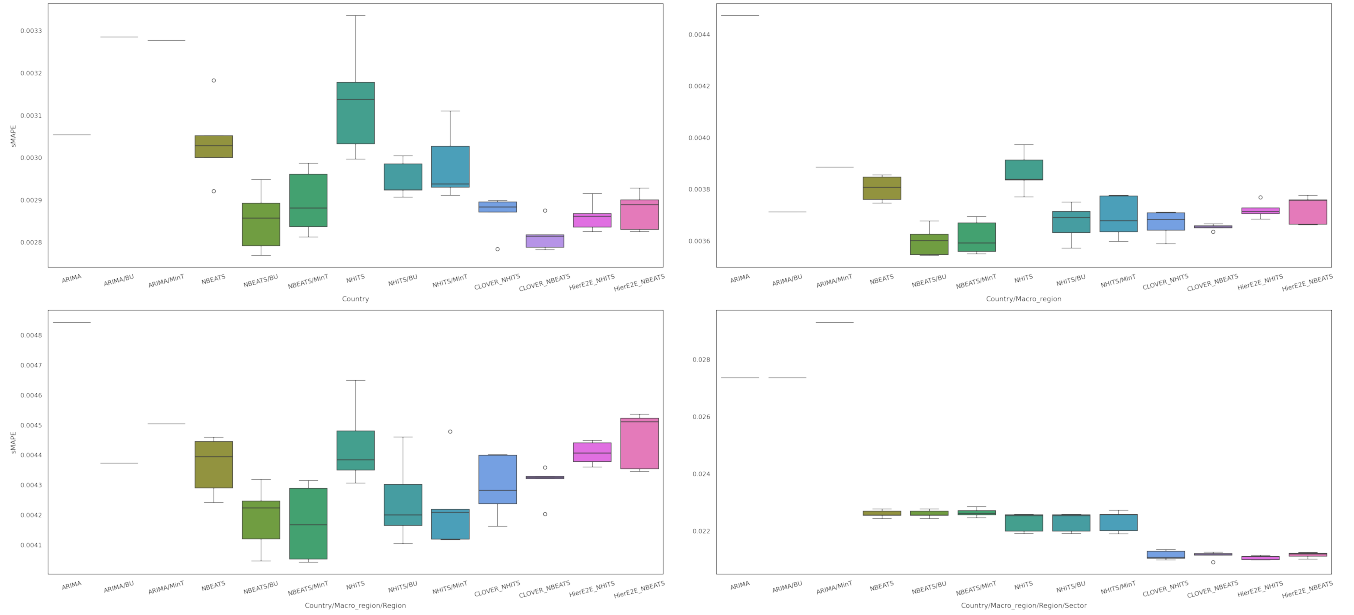 0.0033
0.0032
0.0031
0.0030
0.0029
0.0028
sMAPE
ARIMA
ARIMA/BU
ARIMA/MinT
NBEATS
NBEATS/BU
NBEATS/MinT
NHITS
NHITS/BU
NHITS/MinT
CLOVER_NHITS
CLOVER_NBEATS
HierE2E_NHITS
HierE2E_NBEATS
Country
0.0044
0.0042
0.0040
0.0038
0.0036
ARIMA
ARIMA/BU
ARIMA/MinT
NBEATS
NBEATS/BU
NBEATS/MinT
NHITS
NHITS/BU
NHITS/MinT
CLOVER_NHITS
CLOVER_NBEATS
HierE2E_NHITS
HierE2E_NBEATS
Country/Macro_region
0.0048
0.0047
0.0046
0.0045
0.0044
0.0043
0.0042
0.0041
sMAPE
ARIMA
ARIMA/BU
ARIMA/MinT
NBEATS
NBEATS/BU
NBEATS/MinT
NHITS
NHITS/BU
NHITS/MinT
CLOVER_NHITS
CLOVER_NBEATS
HierE2E_NHITS
HierE2E_NBEATS
Country/Macro_region/Region
0.028
0.026
0.024
0.022
ARIMA
ARIMA/BU
ARIMA/MinT
NBEATS
NBEATS/BU
NBEATS/MinT
NHITS
NHITS/BU
NHITS/MinT
CLOVER_NHITS
CLOVER_NBEATS
HierE2E_NHITS
HierE2E_NBEATS
Country/Macro_region/Region/Sector